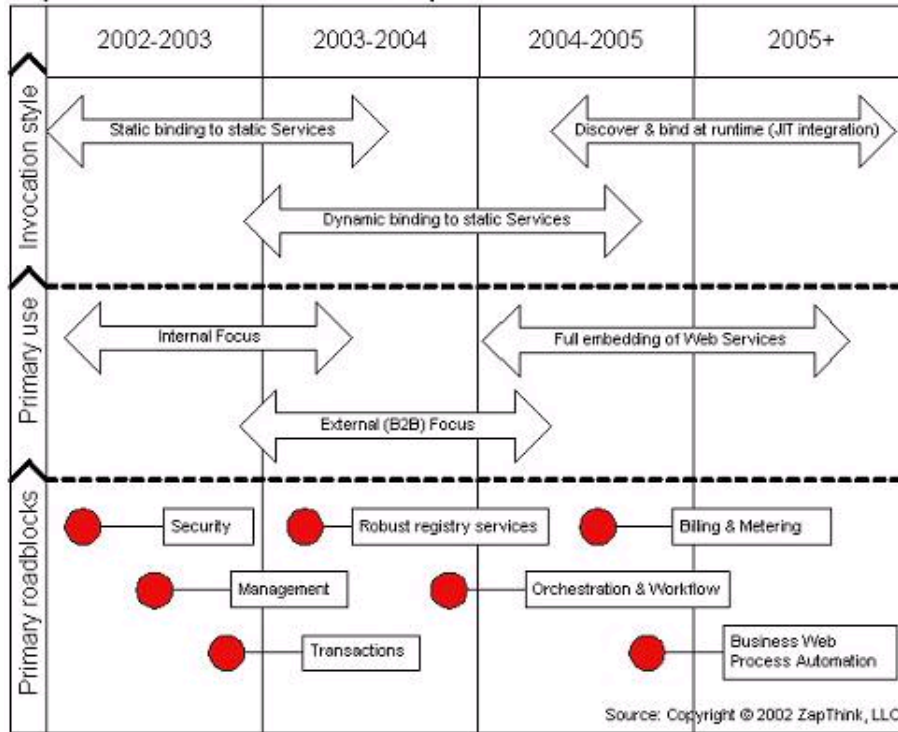 2002-2003
2003-2004
2004-2005
2005+
Invocation style
Static binding to static Services
Discover & bind at runtime (JIT integration)
Dynamic binding to static Services
Primary use
Internal Focus
Full embedding of Web Services
External (B2B) Focus
Primary roadblocks
Security
Robust registry services
Billing & Metering
Management
Orchestration & Workflow
Transactions
Business Web
Process Automation
Source: Copyright © 2002 ZapThink, LLC